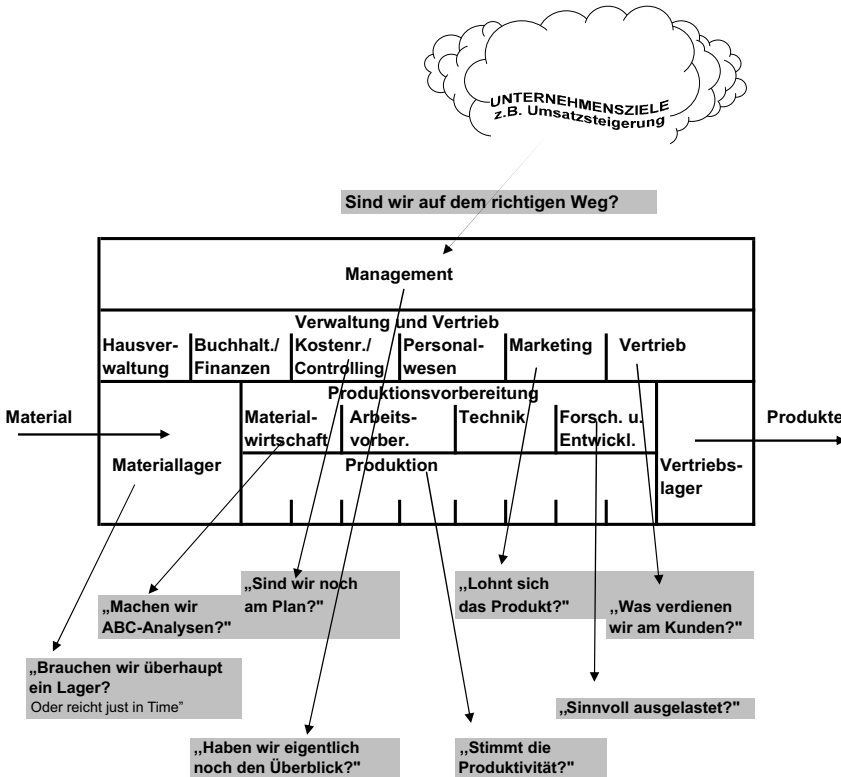 UNTERNEHMENSZIELE
z.B. Umsatzsteigerung
Sind wir auf dem richtigen Weg?
Management
Verwaltung und Vertrieb
Hausver-
waltung
Buchhalt./
Finanzen
Kostenr./
Controlling
Personal-
wesen
Marketing
Vertrieb
Produktionsvorbereitung
Material
Material-
wirtschaft
Arbeits-
vorber.
Technik
Forsch. u.
Entwickl.
Produkte
Materiallager
Produktion
Vertriebs-
lager
„Sind wir noch
am Plan?"
,,Lohnt sich
das Produkt?"
„Machen wir
ABC-Analysen?"
,,Was verdienen
wir am Kunden?"
„Brauchen wir überhaupt
ein Lager?
Oder reicht just in Time”
,,Sinnvoll ausgelastet?"
,,Haben wir eigentlich
noch den Überblick?"
,,Stimmt die
Produktivität?"